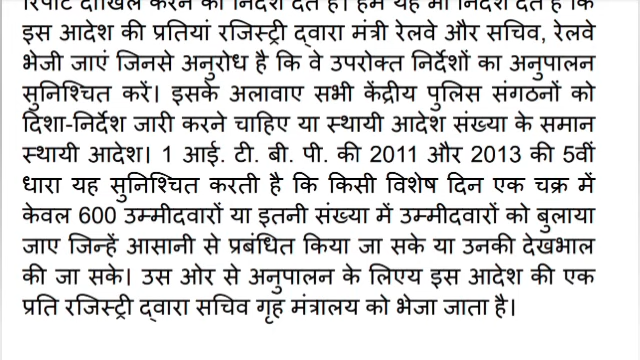 रिपोर्ट दाखिल करने का निर्देश देते हैं। हम यह भी निर्देश देते हैं कि
इस आदेश की प्रतियां रजिस्ट्री द्वारा मंत्री रेलवे और सचिव, रेलवे
भेजी जाएं जिनसे अनुरोध है कि वे उपरोक्त निर्देशों का अनुपालन
सुनिश्चित करें। इसके अलावाए सभी केंद्रीय पुलिस संगठनों को
दिशा-निर्देश जारी करने चाहिए या स्थायी आदेश संख्या के समान
स्थायी आदेश। 1 आई. टी. बी. पी. की 2011 और 2013 की 5वीं
धारा यह सुनिश्चित करती है कि किसी विशेष दिन एक चक्र में
केवल 600 उम्मीदवारों या इतनी संख्या में उम्मीदवारों को बुलाया
जाए जिन्हें आसानी से प्रबंधित किया जा सके या उनकी देखभाल
की जा सके। उस ओर से अनुपालन के लिएय इस आदेश की एक
प्रति रजिस्ट्री द्वारा सचिव गृह मंत्रालय को भेजा जाता है।